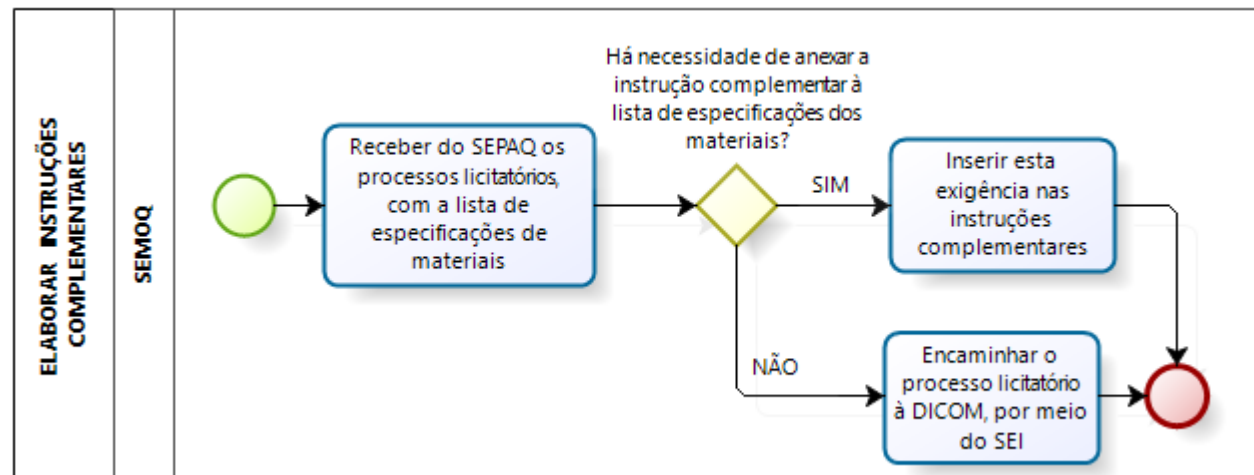 ELABORAR INSTRUÇÕES
COMPLEMENTARES
SEMOQ
Receber do SEPAQ os
processos licitatórios,
com a lista de
especificações de
materiais
Há necessidade de anexar a
instrução complementar à
lista de especificações dos
materiais?
SIM
Inserir esta
exigência nas
instruções
complementares
NÃO
Encaminhar o
processo licitatório
à DICOM, por meio
do SEI